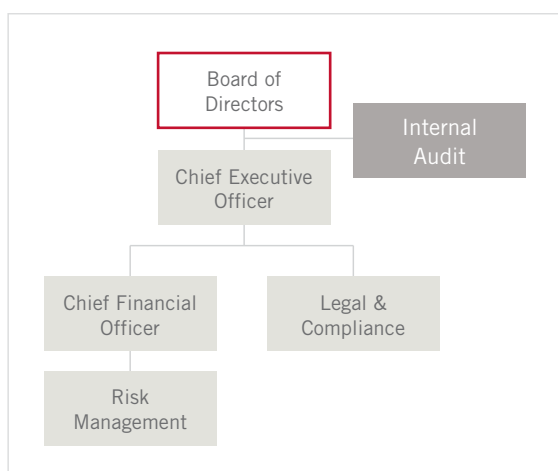 Board of
Directors
Internal
Audit
Chief Executive
Officer
Chief Financial
Officer
Legal &
Compliance
Risk
Management